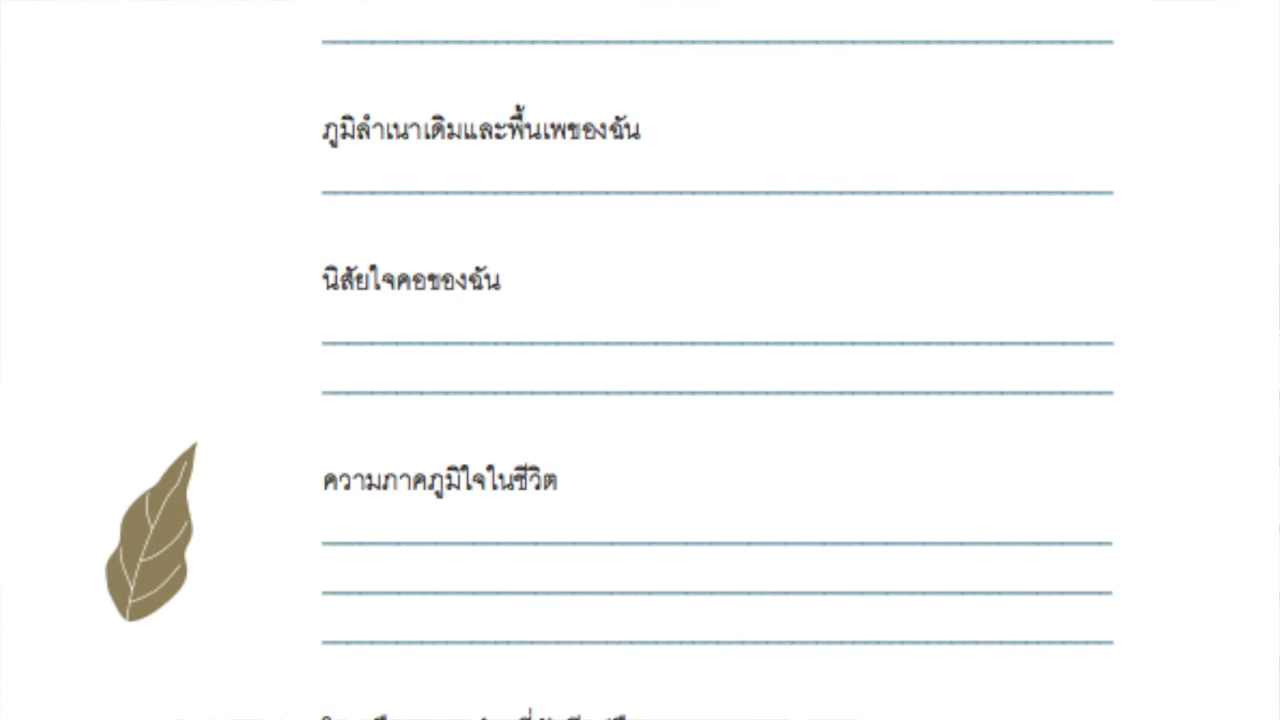 ภูมิลำเนาเดิมและพื้นเพของฉัน
นิสัยใจคอของฉัน
ความภาคภูมิใจในชีวิต